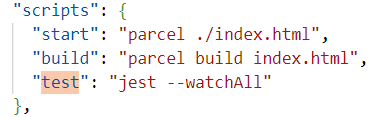 "scripts": {
"start": "parcel ./index.html",
"build": "parcel build index.html",
"test": "jest --watchAll"
},